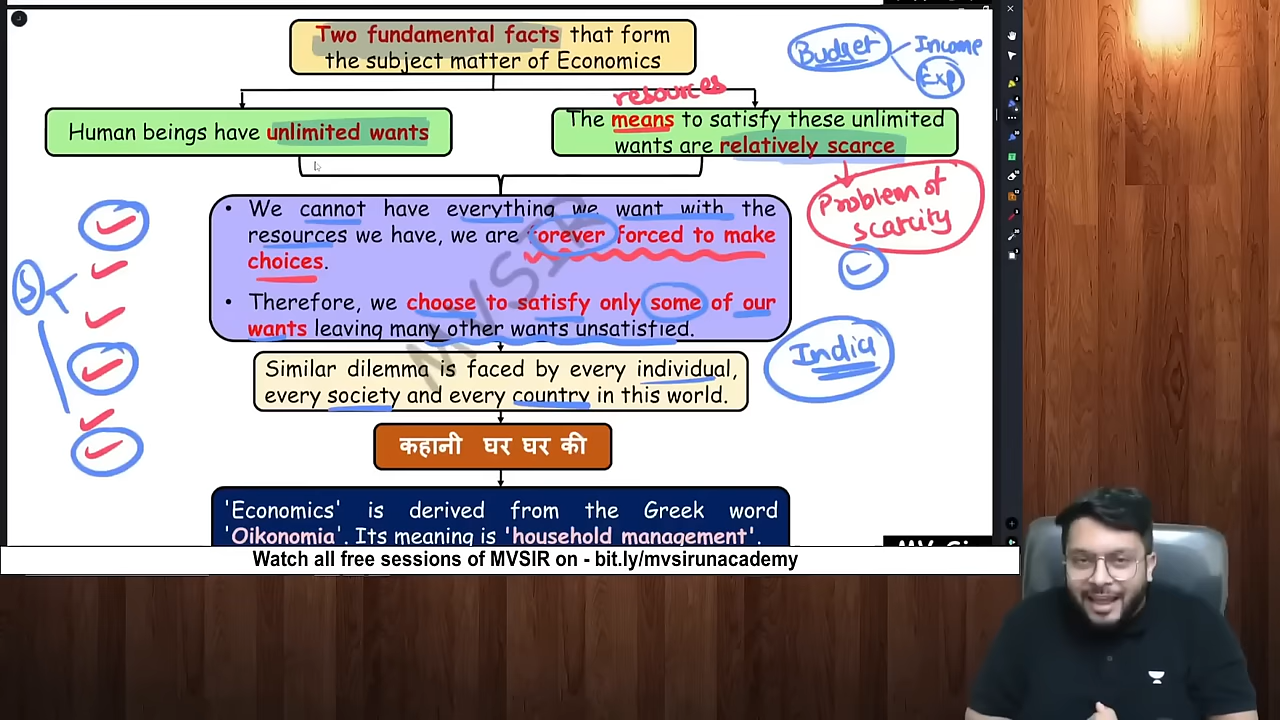 Two fundamental facts that form
the subject matter of Economics
Budget
Income
Exp
resources
Human beings have unlimited wants
The means to satisfy these unlimited
wants are relatively scarce
Problem of
scarcity
• We cannot have everything we want with the
resources we have, we are forever forced to make
choices.
• Therefore, we choose to satisfy only some of our
wants leaving many other wants unsatisfied.
MVSIR
India
Similar dilemma is faced by every individual,
every society and every country in this world.
कहानी घर घर की
'Economics' is derived from the Greek word
'Oikonomia'. Its meaning is 'household management'.
Watch all free sessions of MVSIR on - bit.ly/mvsirunacademy